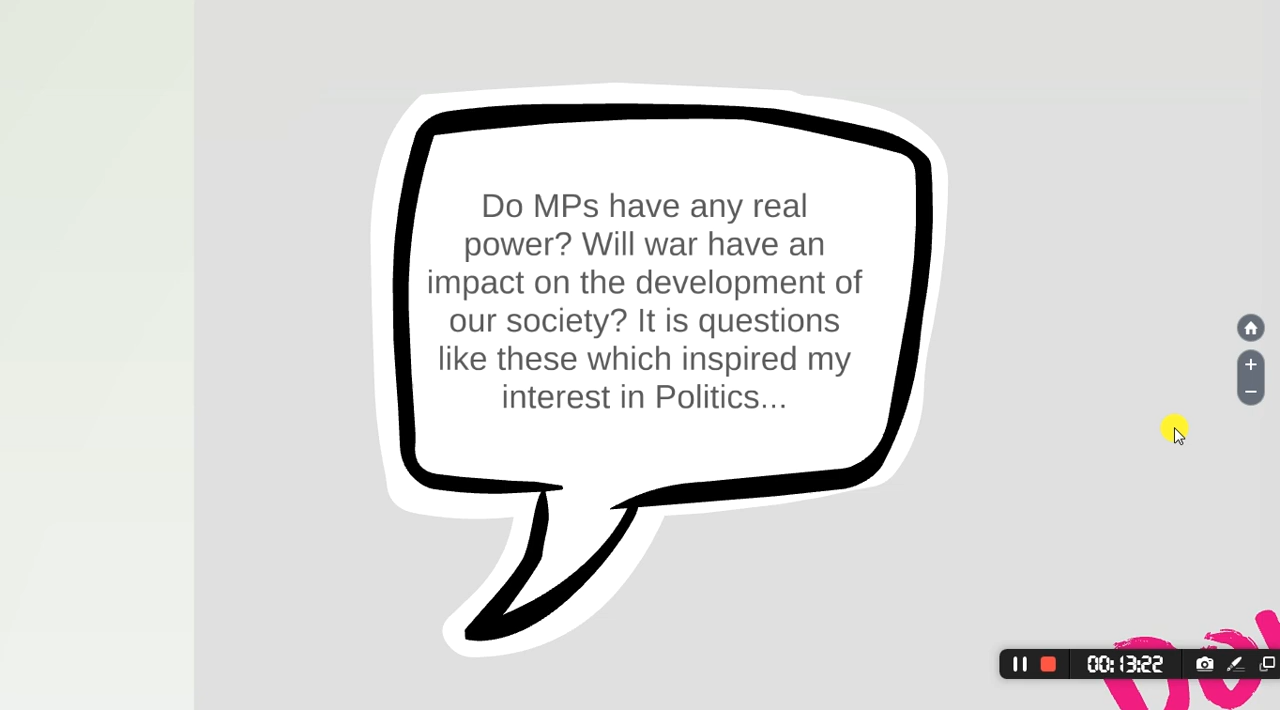 Do MPs have any real
power? Will war have an
impact on the development of
our society? It is questions
like these which inspired my
interest in Politics...
00:13:22